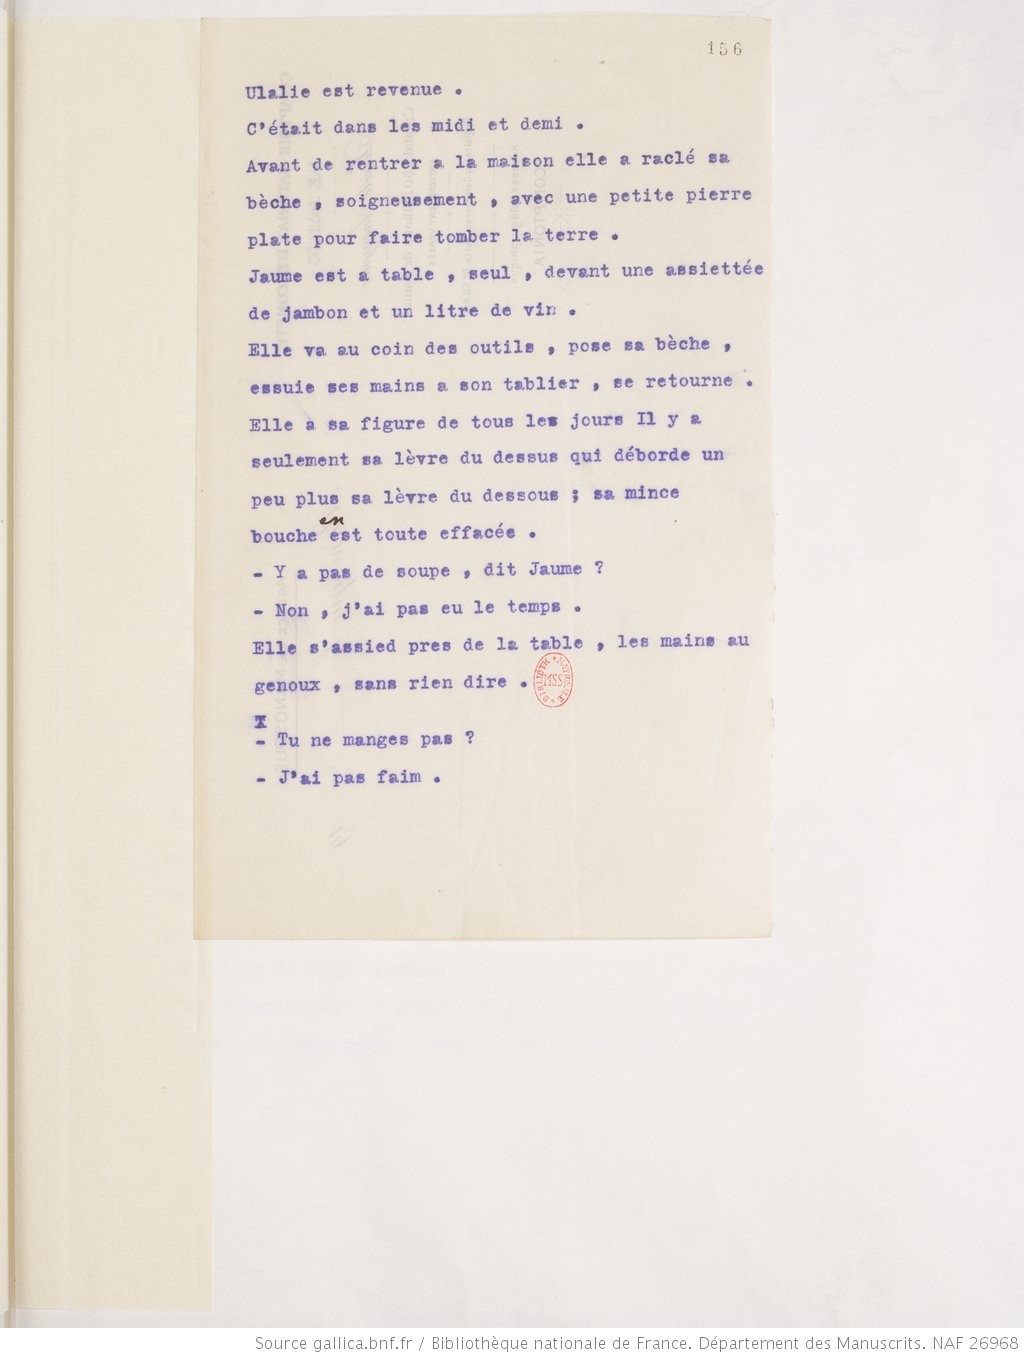 156
Ulalie est revenue .
C'était dans les midi et demi .
Avant de rentrer a la maison elle a raclé sa
bèche , soigneusement , avec une petite pierre
plate pour faire tomber la terre .
Jaume est a table , seul , devant une assiettée
de jambon et un litre de vin .
Elle va au coin des outils , pose sa bèche ,
essuie ses mains a son tablier , se retourne .
Elle a sa figure de tous les jours Il y a
seulement sa lèvre du dessus qui déborde un
peu plus sa lèvre du dessous ; sa mince
en
bouche est toute effacée .
- Y a pas de soupe , dit Jaume ?
- Non , j'ai pas eu le temps .
Elle s'assied pres de la table , les mains au
genoux , sans rien dire .
- Tu ne manges pas ?
- J'ai pas faim .
MSS
Source gallica.bnf.fr / Bibliothèque nationale de France. Département des Manuscrits. NAF 26968